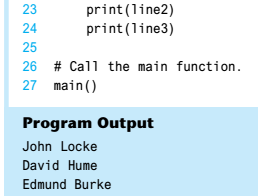 23 print(line2)
24 print(line3)
25
26 # Call the main function.
27 main()
Program Output
John Locke
David Hume
Edmund Burke